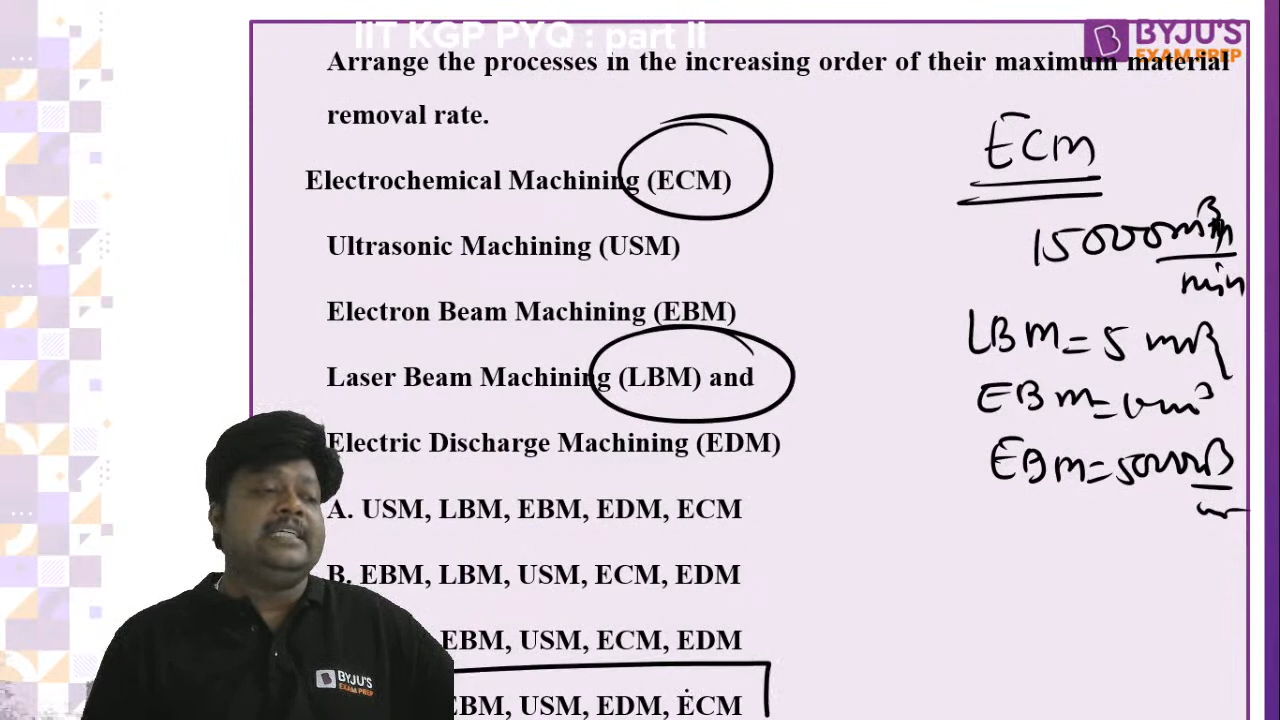 IIT KGP PYQ : part II
BYJU'S
EXAM PREP
Arrange the processes in the increasing order of their maximum material
removal rate.
Electrochemical Machining (ECM)
Ultrasonic Machining (USM)
Electron Beam Machining (EBM)
Laser Beam Machining (LBM) and
Electric Discharge Machining (EDM)
A. USM, LBM, EBM, EDM, ECM
B. EBM, LBM, USM, ECM, EDM
EBM, USM, ECM, EDM
EBM, USM, EDM, ECM
ECM
15000
min
LBM = 5
EBM =
EBM =
BYJU'S
EXAM PREP